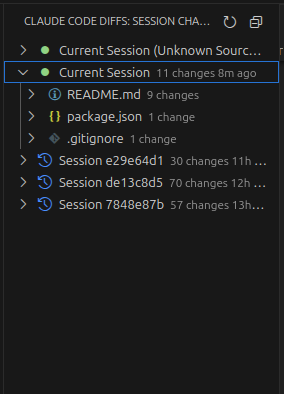 CLAUDE CODE DIFFS: SESSION CHA...
Current Session (Unknown Sourc...
Current Session 11 changes 8m ago
README.md 9 changes
package.json 1 change
.gitignore 1 change
Session e29e64d1 30 changes 11h ...
Session de13c8d5 70 changes 12h ...
Session 7848e87b 57 changes 13h...